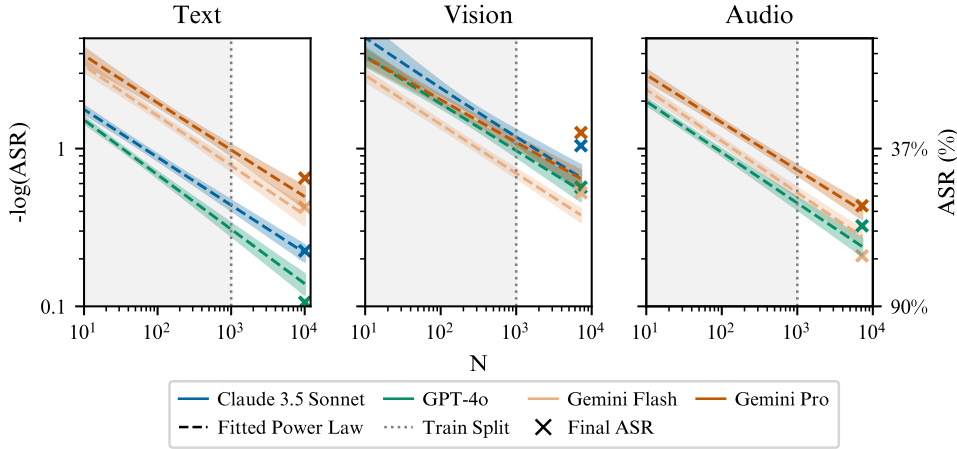 Text Vision Audio
-log(ASR)
1
0.1
37%
90%
ASR (%)
10¹ 10² 10³ 10⁴ 10¹ 10² 10³ 10⁴ 10¹ 10² 10³ 10⁴
N
Claude 3.5 Sonnet GPT-4o Gemini Flash Gemini Pro
Fitted Power Law Train Split Final ASR